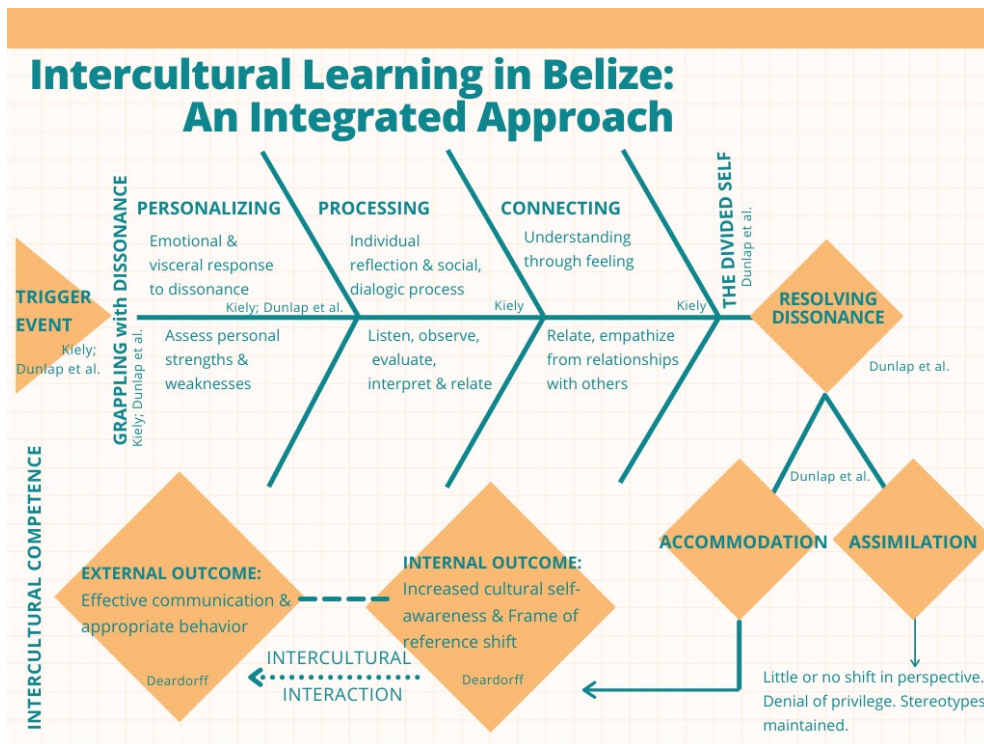 Intercultural Learning in Belize:
An Integrated Approach
TRIGGER
EVENT
Kiely;
Dunlap et al.
GRAPPLING with DISSONANCE
Kiely; Dunlap et al.
PERSONALIZING
Emotional &
visceral response
to dissonance
Kiely; Dunlap et al.
Assess personal
strengths &
weaknesses
PROCESSING
Individual
reflection & social,
dialogic process
Kiely
Listen, observe,
evaluate,
interpret & relate
CONNECTING
Understanding
through feeling
Kiely
Relate, empathize
from relationships
with others
THE DIVIDED SELF
Dunlap et al.
RESOLVING
DISSONANCE
Dunlap et al.
Dunlap et al.
ACCOMMODATION
ASSIMILATION
Little or no shift in perspective.
Denial of privilege. Stereotypes
maintained.
INTERNAL OUTCOME:
Increased cultural self-
awareness & Frame of
reference shift
Deardorff
INTERCULTURAL
INTERACTION
EXTERNAL OUTCOME:
Effective communication &
appropriate behavior
Deardorff
INTERCULTURAL COMPETENCE